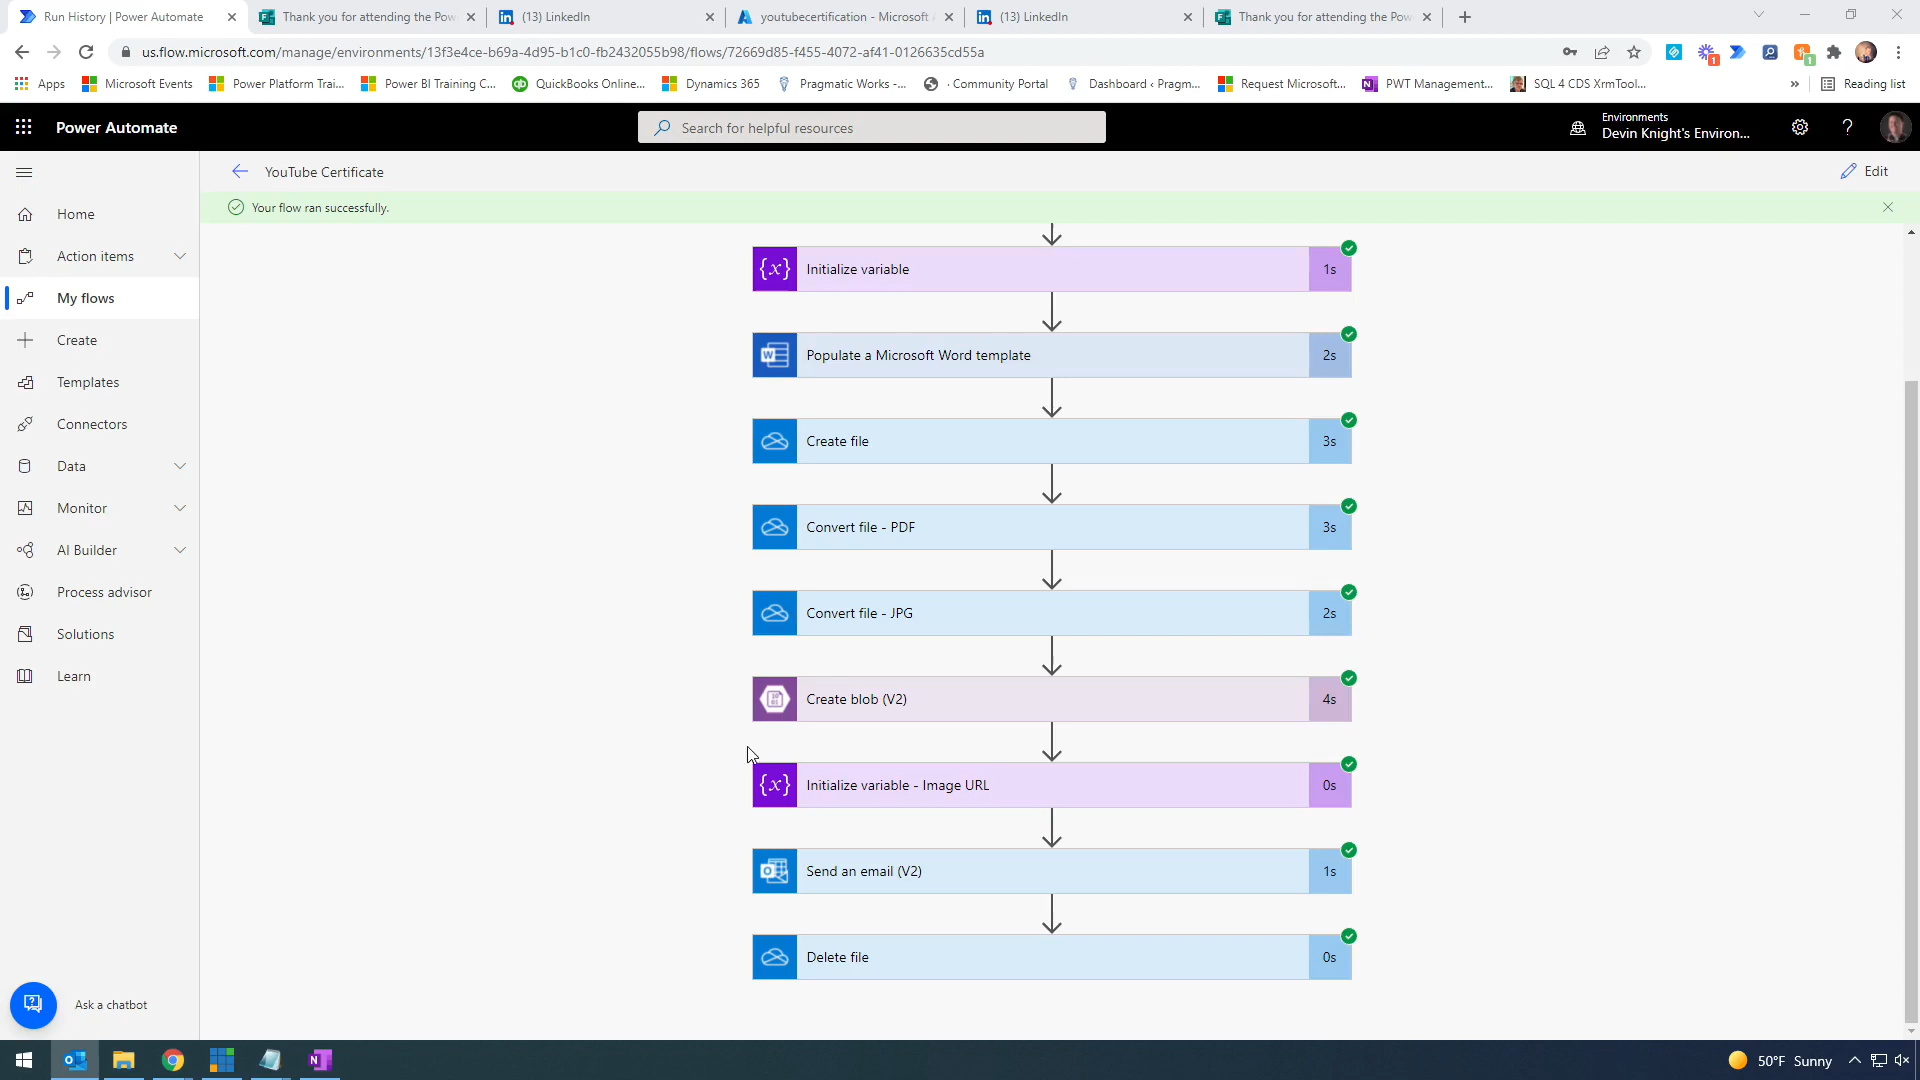 Run History | Power Automate
Thank you for attending the Pow
(13) LinkedIn
youtubecertification - Microsoft A
(13) LinkedIn
Thank you for attending the Pow
us.flow.microsoft.com/manage/environments/13f3e4ce-b69a-4d95-b1c0-fb2432055b98/flows/72669d85-f455-4072-af41-0126635cd55a
1
1
Apps
Microsoft Events
Power Platform Trai...
Power BI Training C...
QuickBooks Online...
Dynamics 365
Pragmatic Works -...
· Community Portal
Dashboard ‹ Pragm...
Request Microsoft...
PWT Management...
SQL 4 CDS XrmTool...
»
Reading list
Power Automate
Search for helpful resources
Environments
Devin Knight's Environ...
?
YouTube Certificate
Edit
Your flow ran successfully.
Home
Action items
My flows
Create
Templates
Connectors
Data
Monitor
AI Builder
Process advisor
Solutions
Learn
Ask a chatbot
{x} Initialize variable 1s
W Populate a Microsoft Word template 2s
Create file 3s
Convert file - PDF 3s
Convert file - JPG 2s
Create blob (V2) 4s
{x} Initialize variable - Image URL 0s
Send an email (V2) 1s
Delete file 0s
50°F Sunny